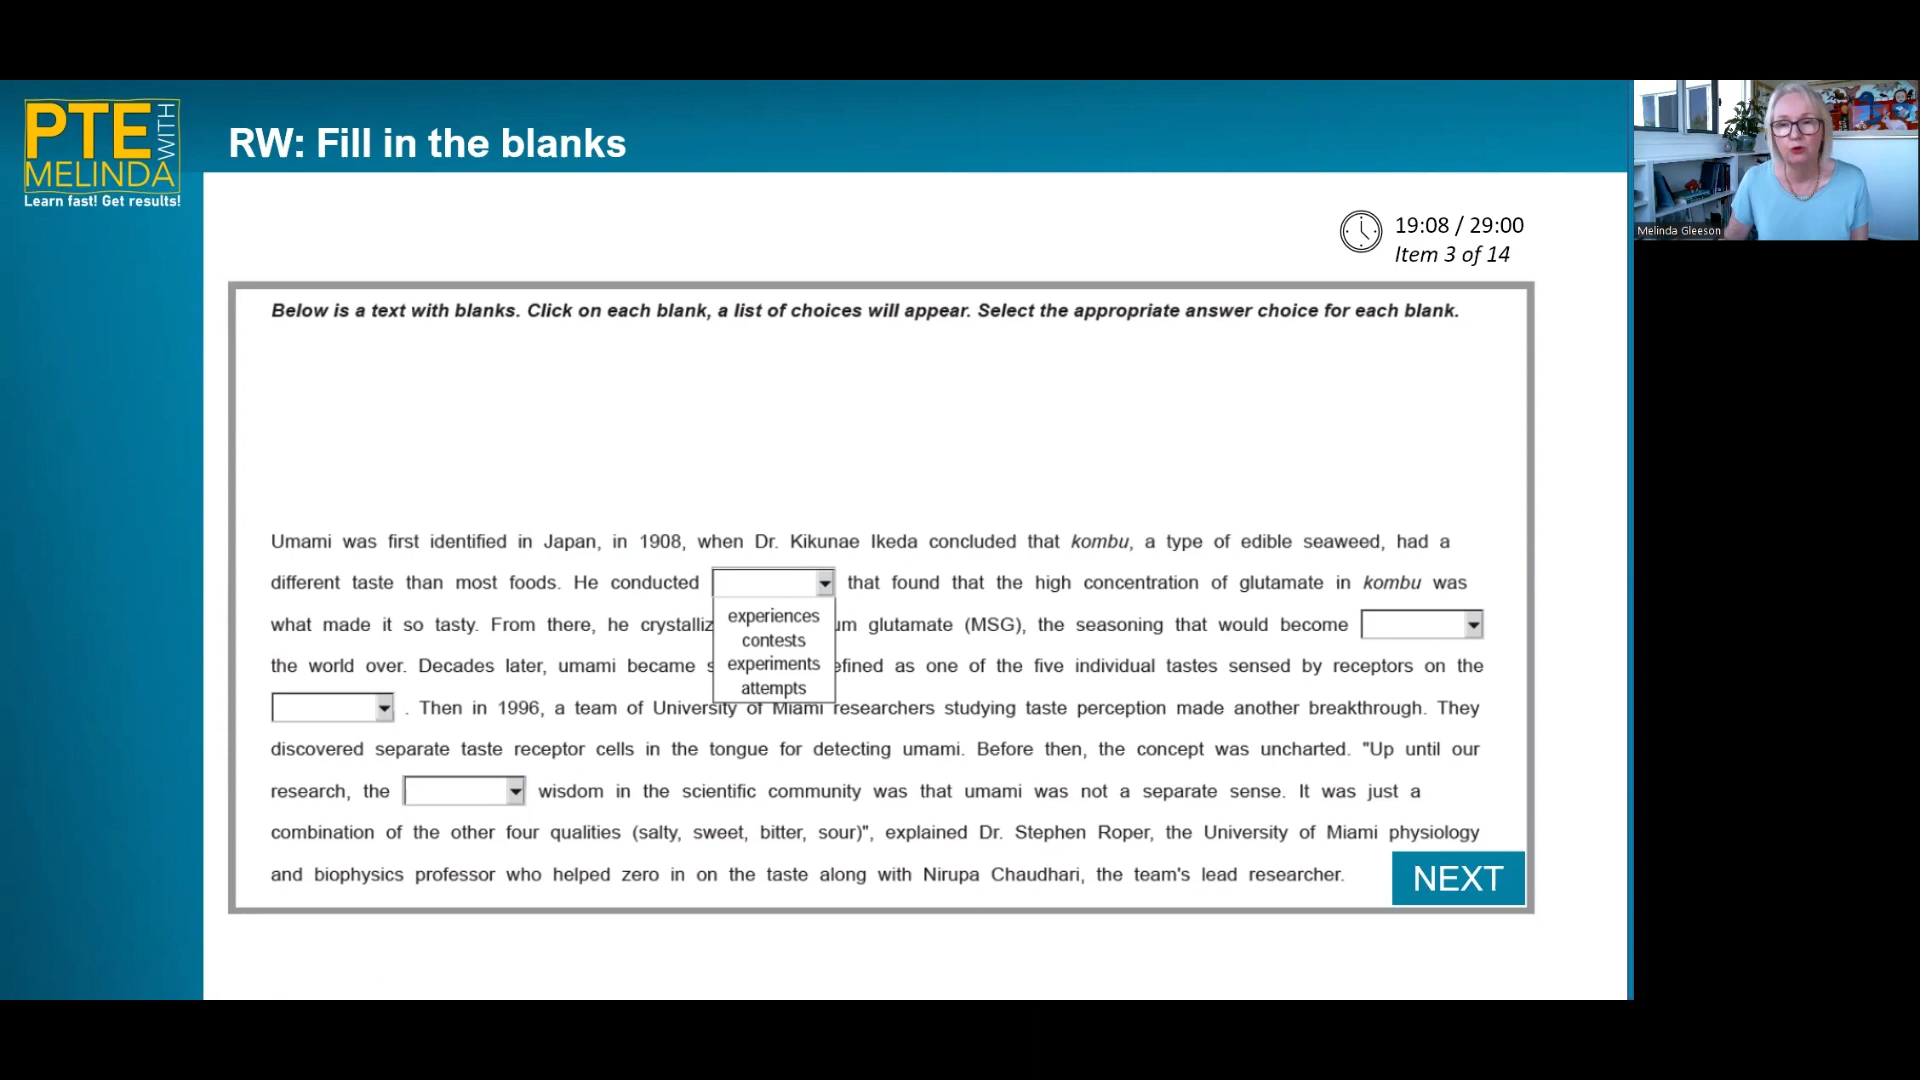 PTE WITH
MELINDA
Learn fast! Get results!
RW: Fill in the blanks
Melinda Gleeson
19:08 / 29:00
Item 3 of 14
Below is a text with blanks. Click on each blank, a list of choices will appear. Select the appropriate answer choice for each blank.
Umami was first identified in Japan, in 1908, when Dr. Kikunae Ikeda concluded that kombu, a type of edible seaweed, had a
different taste than most foods. He conducted that found that the high concentration of glutamate in kombu was
experiences
contests
experiments
attempts
what made it so tasty. From there, he crystalliz um glutamate (MSG), the seasoning that would become
the world over. Decades later, umami became s efined as one of the five individual tastes sensed by receptors on the
. Then in 1996, a team of University of Miami researchers studying taste perception made another breakthrough. They
discovered separate taste receptor cells in the tongue for detecting umami. Before then, the concept was uncharted. "Up until our
research, the wisdom in the scientific community was that umami was not a separate sense. It was just a
combination of the other four qualities (salty, sweet, bitter, sour)", explained Dr. Stephen Roper, the University of Miami physiology
and biophysics professor who helped zero in on the taste along with Nirupa Chaudhari, the team's lead researcher.
NEXT